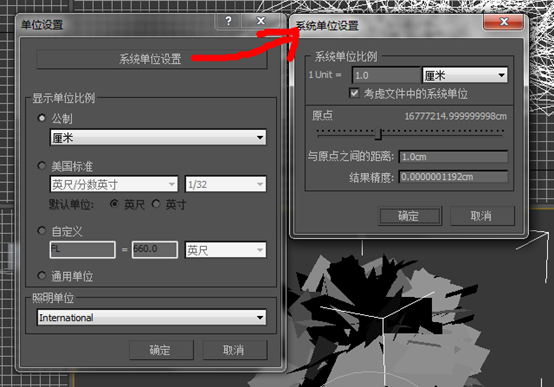 单位设置
系统单位设置
显示单位比例
公制
厘米
美国标准
英尺/分数英寸 1/32
默认单位: 英尺 英寸
自定义
FL = 660.0 英尺
通用单位
照明单位
International
确定 取消
系统单位设置
系统单位比例
1 Unit = 1.0 厘米
考虑文件中的系统单位
原点 16777214.999999998cm
与原点之间的距离: 1.0cm
结果精度: 0.0000001192cm
确定 取消